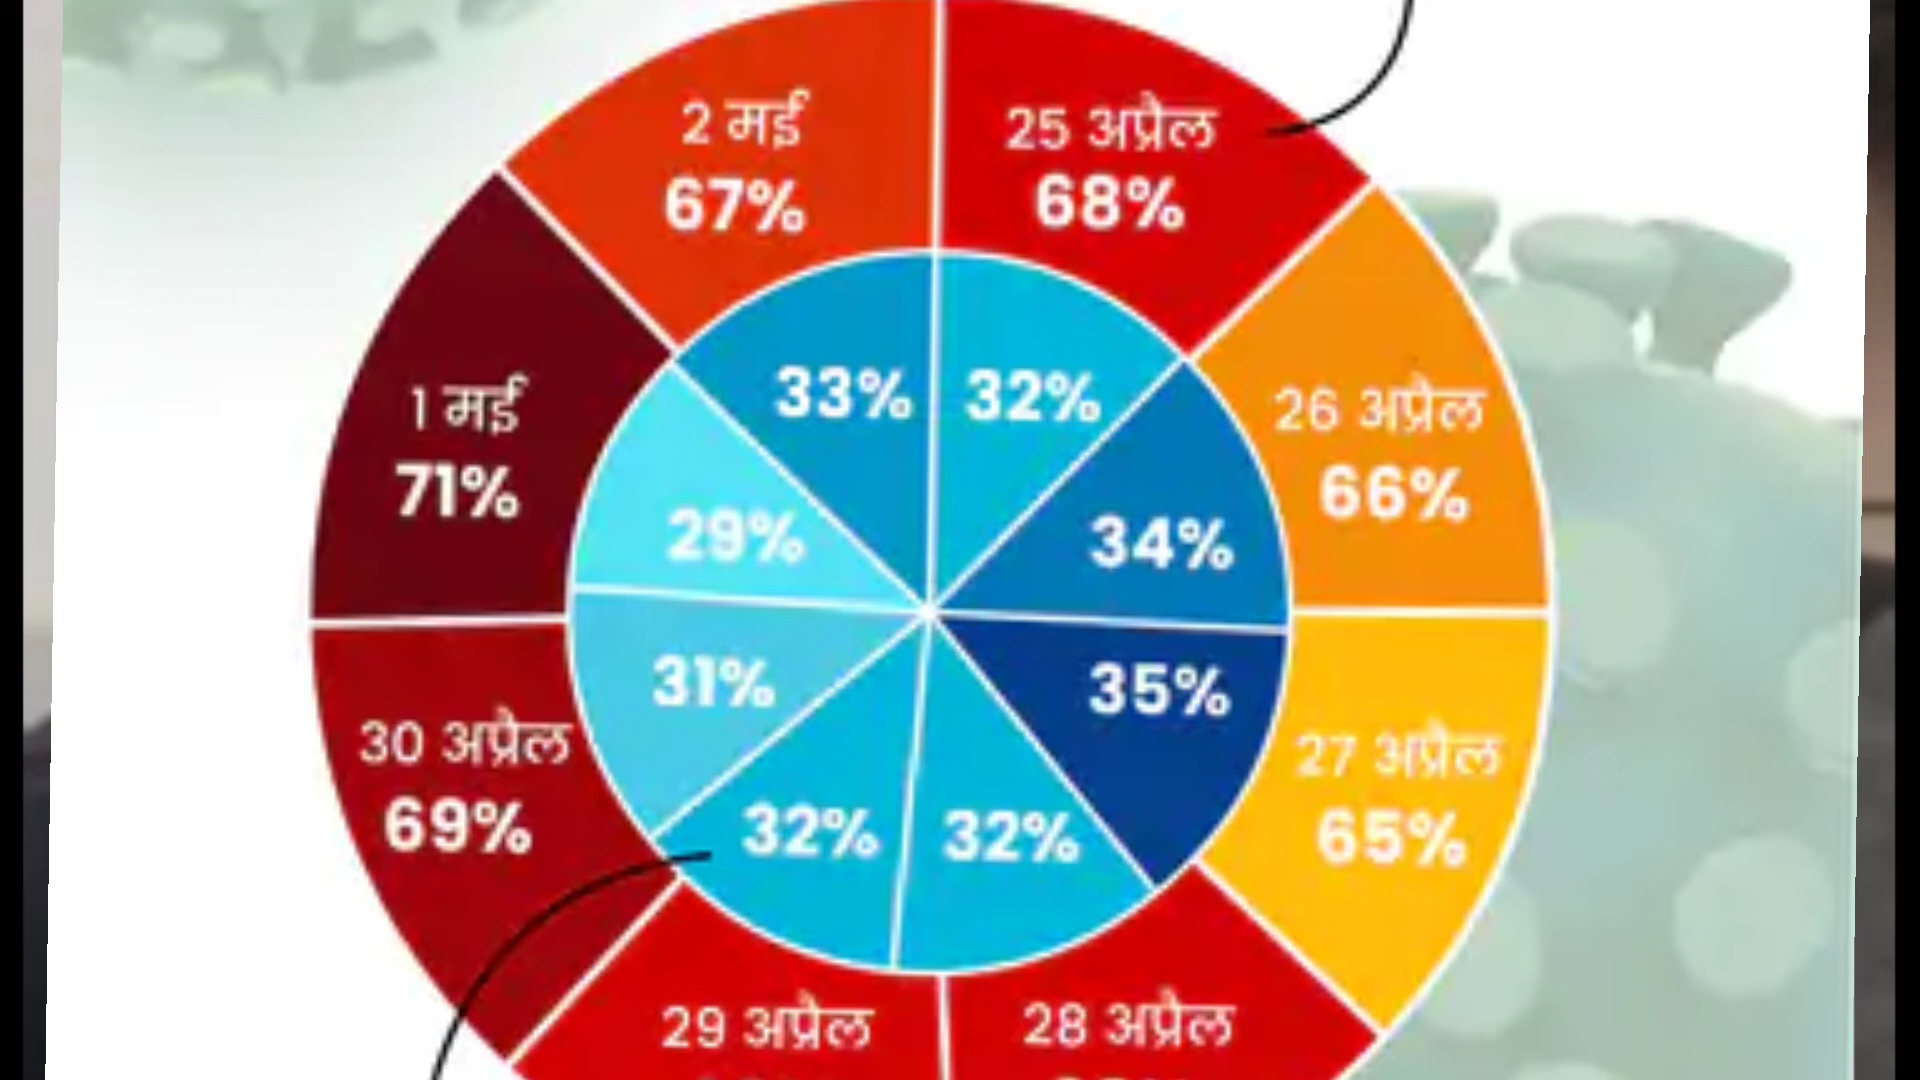 2 मई
67%
25 अप्रैल
68%
1 मई
71%
33%
32%
26 अप्रैल
66%
29%
34%
31%
35%
30 अप्रैल
69%
27 अप्रैल
65%
32%
32%
29 अप्रैल
28 अप्रैल